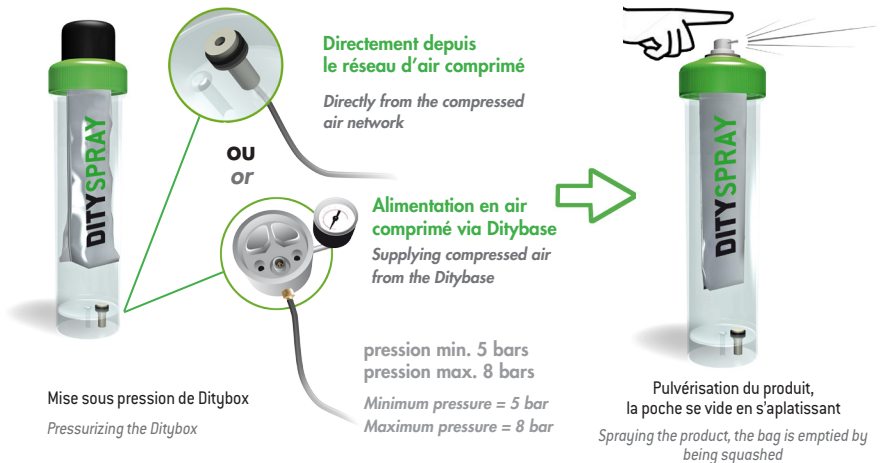 DITYSPRAY
Mise sous pression de Ditybox
Pressurizing the Ditybox
Directement depuis
le réseau d'air comprimé
Directly from the compressed
air network
OU
or
Alimentation en air
comprimé via Ditybase
Supplying compressed air
from the Ditybase
pression min. 5 bars
pression max. 8 bars
Minimum pressure = 5 bar
Maximum pressure = 8 bar
DITYSPRAY
Pulvérisation du produit,
la poche se vide en s'aplatissant
Spraying the product, the bag is emptied by
being squashed